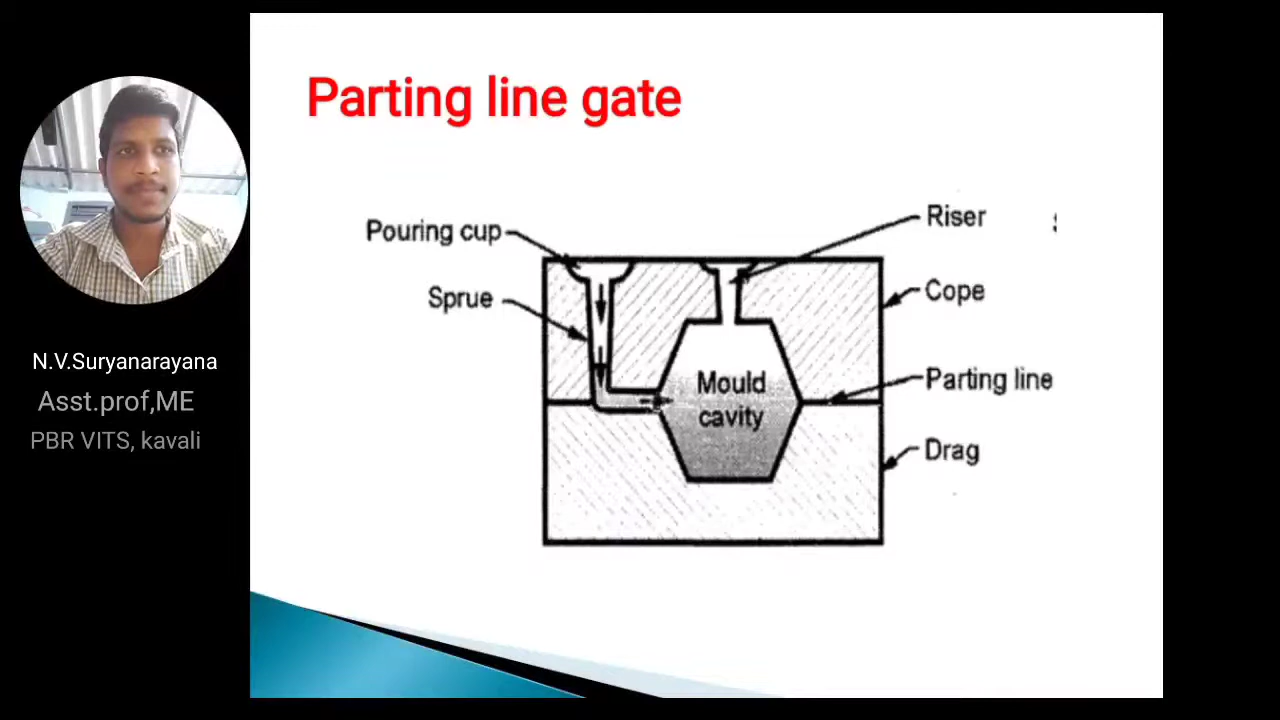 Parting line gate
Pouring cup
Riser
Sprue
Cope
N.V.Suryanarayana
Asst.prof,ME
PBR VITS, kavali
Mould
cavity
Parting line
Drag